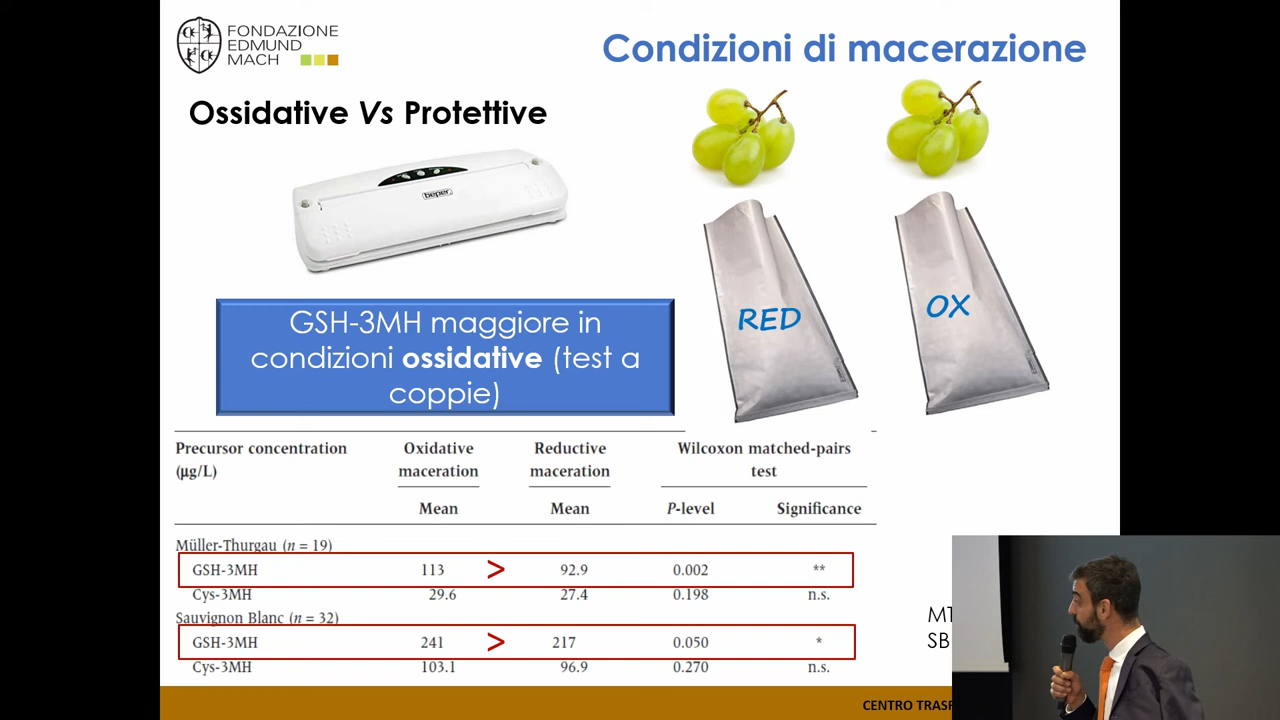 FONDAZIONE
EDMUND
MACH
Condizioni di macerazione
Ossidative Vs Protettive
beper
RED
OX
GSH-3MH maggiore in
condizioni ossidative (test a
coppie)
Precursor concentration Oxidative Reductive Wilcoxon matched-pairs
(µg/L) maceration maceration test
Mean Mean P-level Significance
Müller-Thurgau (n = 19)
GSH-3MH 113 > 92.9 0.002 **
Cys-3MH 29.6 27.4 0.198 n.s.
Sauvignon Blanc (n = 32)
GSH-3MH 241 > 217 0.050 *
Cys-3MH 103.1 96.9 0.270 n.s.
SB
CENTRO